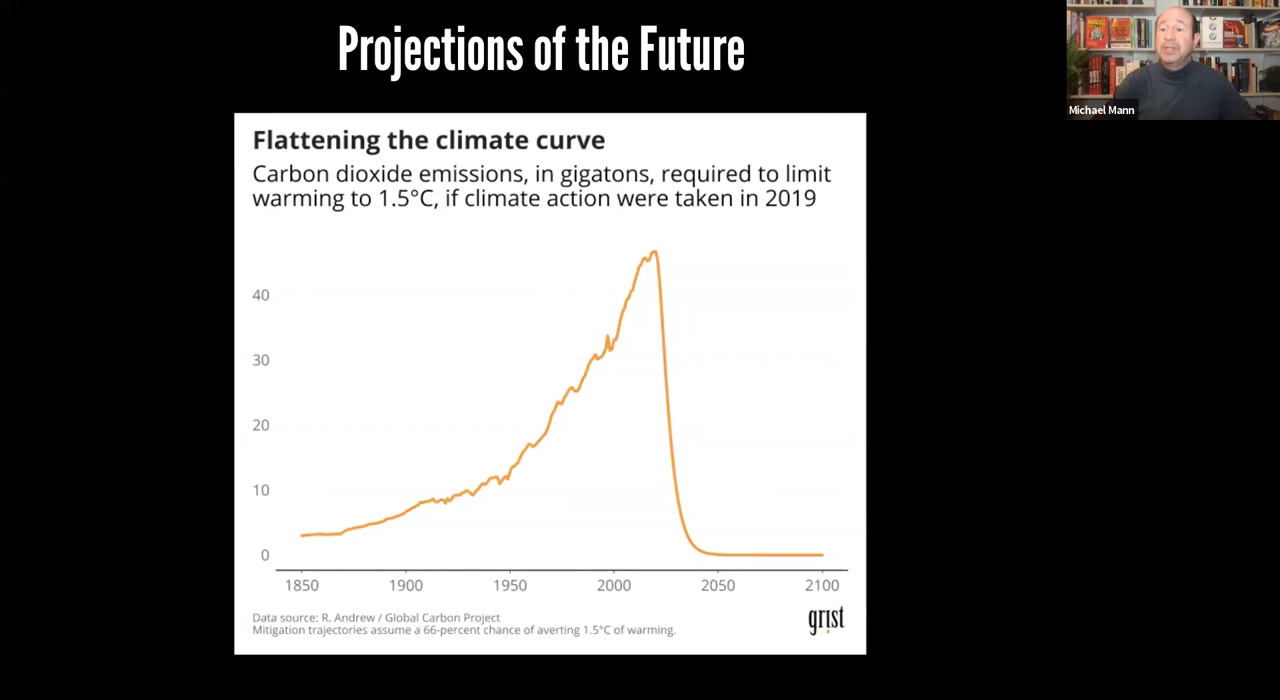 Projections of the Future
Michael Mann
Flattening the climate curve
Carbon dioxide emissions, in gigatons, required to limit
warming to 1.5°C, if climate action were taken in 2019
40
30
20
10
0
1850 1900 1950 2000 2050 2100
Data source: R. Andrew / Global Carbon Project
Mitigation trajectories assume a 66-percent chance of averting 1.5°C of warming.
grist